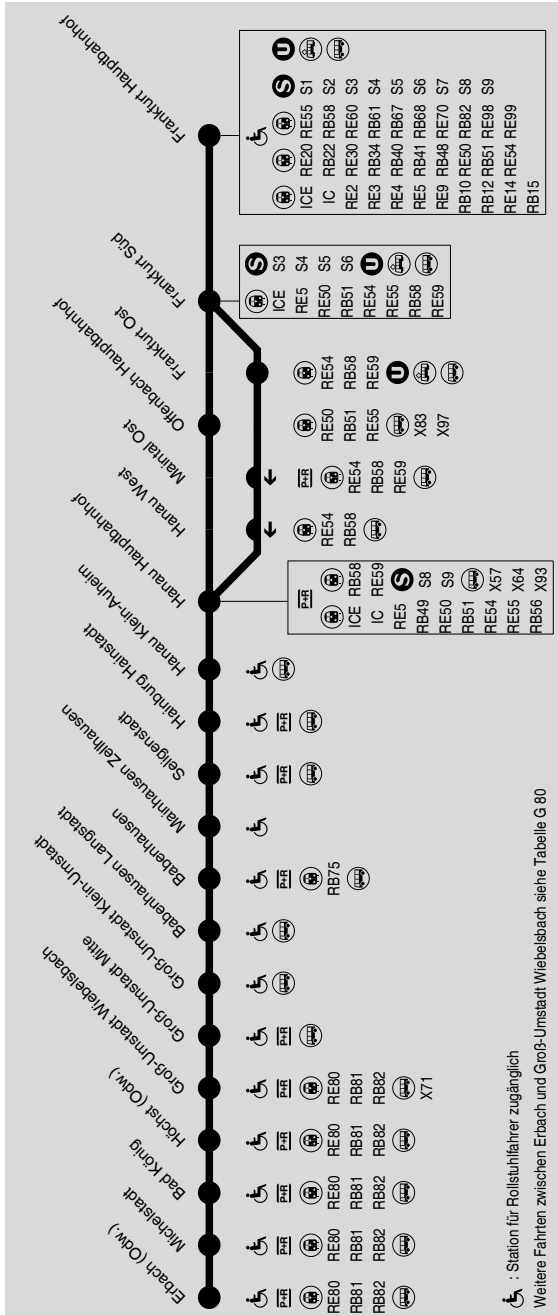 Erbach (Odw.)
Michelstadt
Bad König
Höchst (Odw.)
Groß-Umstadt Wiebelsbach
Groß-Umstadt Mitte
Groß-Umstadt Klein-Umstadt
Babenhausen Langstadt
Babenhausen
Mainhausen Zellhausen
Seligenstadt
Hainburg Hainstadt
Hanau Klein-Auheim
Hanau Hauptbahnhof
Hanau West
Maintal Ost
Offenbach Hauptbahnhof
Frankfurt Ost
Frankfurt Süd
Frankfurt Hauptbahnhof
P+R
RE80
RB81
RB82
P+R
RE80
RB81
RB82
P+R
RE80
RB81
RB82
P+R
RE80
RB81
RB82
P+R
RE80
RB81
RB82
X71
P+R
P+R
RB75
P+R
P+R
P+R
ICE RB58
IC RE59
RE5 S
RB49 S8
RE50 S9
RB51
RE54 X57
RE55 X64
RB56 X93
RE54
RB58
P+R
RE54
RB58
RE59
RE50
RB51
RE55
X83
X97
RE54
RB58
RE59
U
S
ICE S3
RE5 S4
RE50 S5
RB51 S6
RE54 U
RE55
RB58
RE59
S U
ICE RE20 RE55 S1
IC RB22 RB58 S2
RE2 RE30 RE60 S3
RE3 RB34 RB61 S4
RE4 RB40 RB67 S5
RE5 RB41 RB68 S6
RE9 RB48 RE70 S7
RB10 RE50 RB82 S8
RB12 RB51 RE98 S9
RE14 RE54 RE99
RB15
: Station für Rollstuhlfahrer zugänglich
Weitere Fahrten zwischen Erbach und Groß-Umstadt Wiebelsbach siehe Tabelle G 80